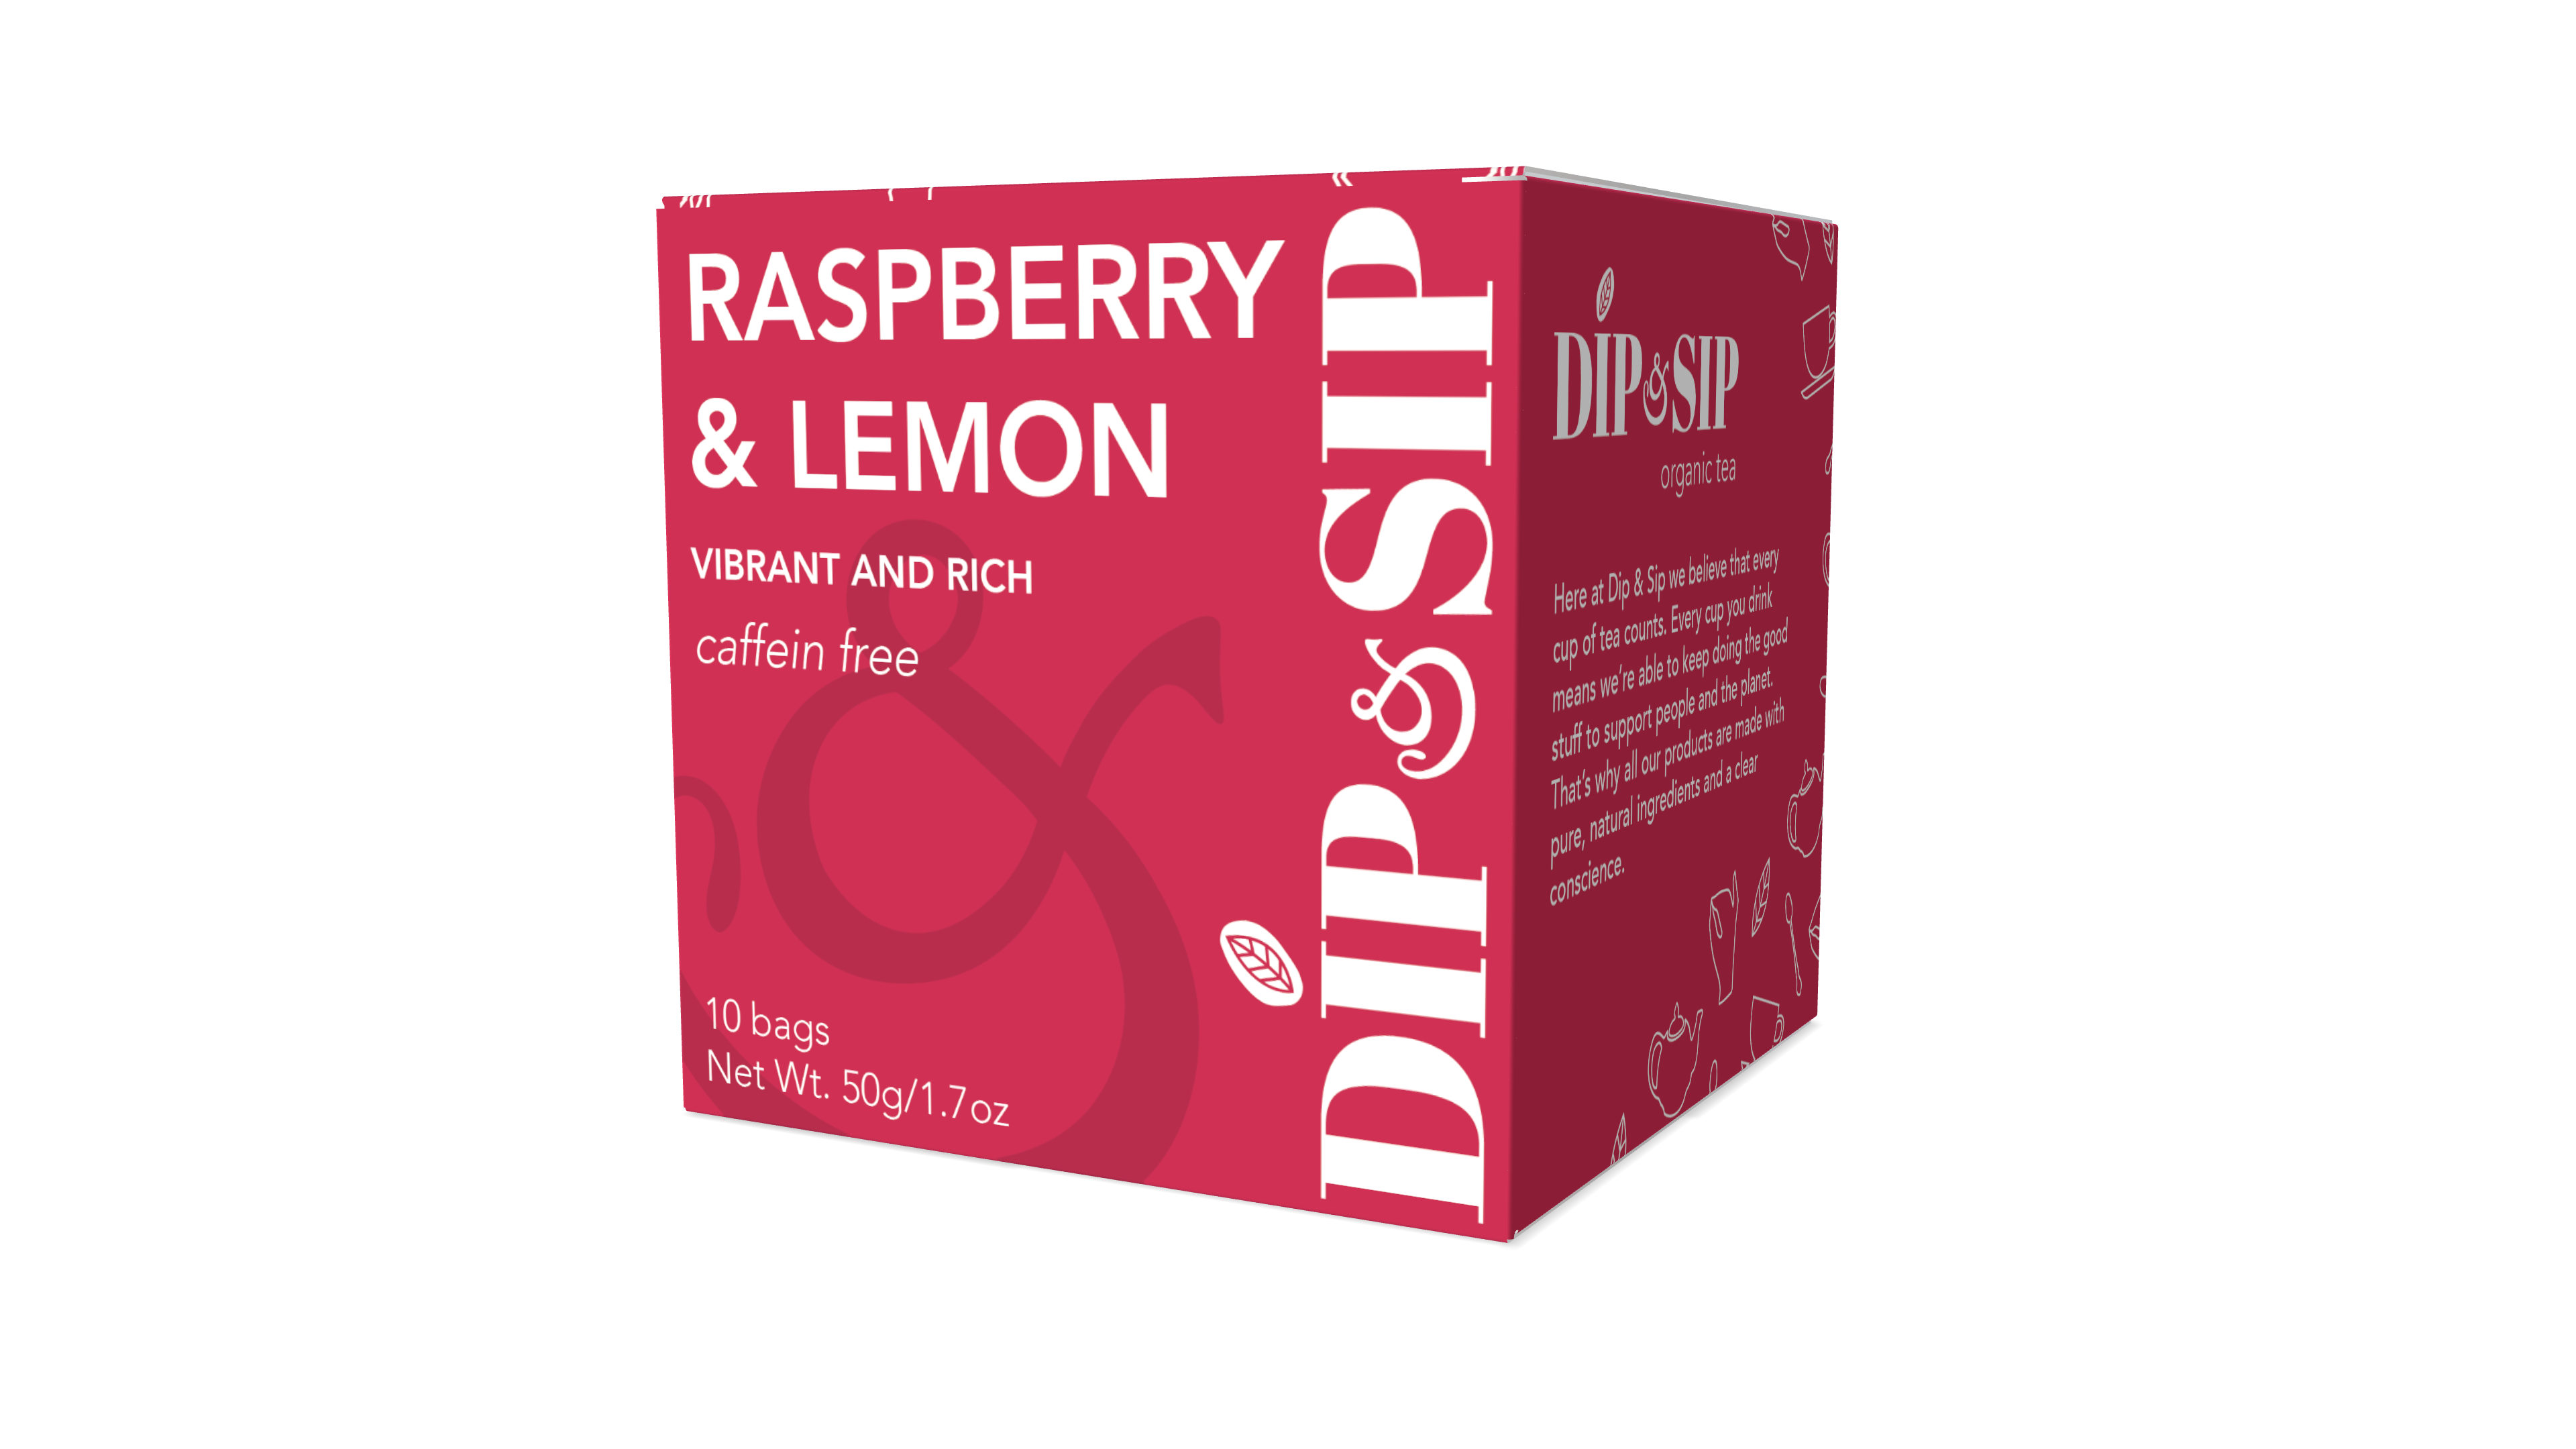 RASPBERRY
& LEMON
VIBRANT AND RICH
caffein free
10 bags
Net Wt. 50g/1.7oz
DIP&SIP
DIP&SIP
organic tea
Here at Dip & Sip we believe that every
cup of tea counts. Every cup you drink
means we're able to keep doing the good
stuff to support people and the planet.
That's why all our products are made with
pure, natural ingredients and a clear
conscience.